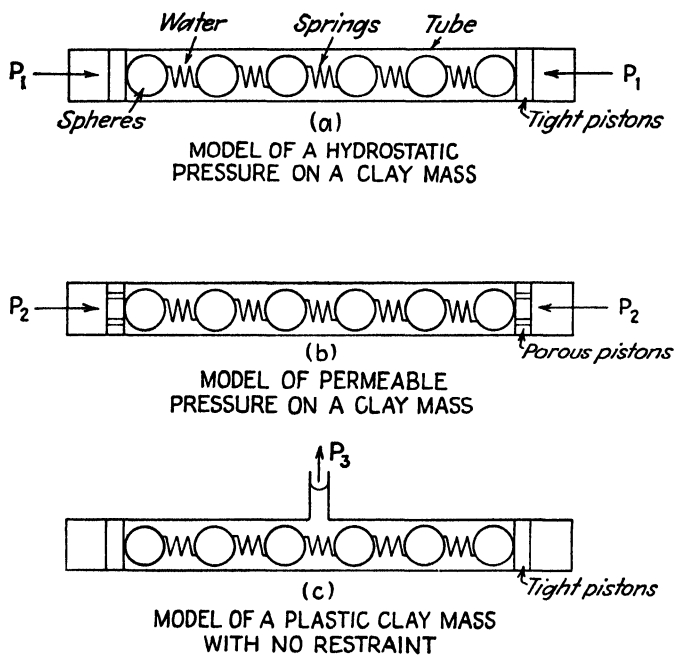 Water Springs Tube
P₁ P₁
Spheres (a) Tight pistons
MODEL OF A HYDROSTATIC
PRESSURE ON A CLAY MASS
P₂ P₂
(b) Porous pistons
MODEL OF PERMEABLE
PRESSURE ON A CLAY MASS
P₃
(c) Tight pistons
MODEL OF A PLASTIC CLAY MASS
WITH NO RESTRAINT